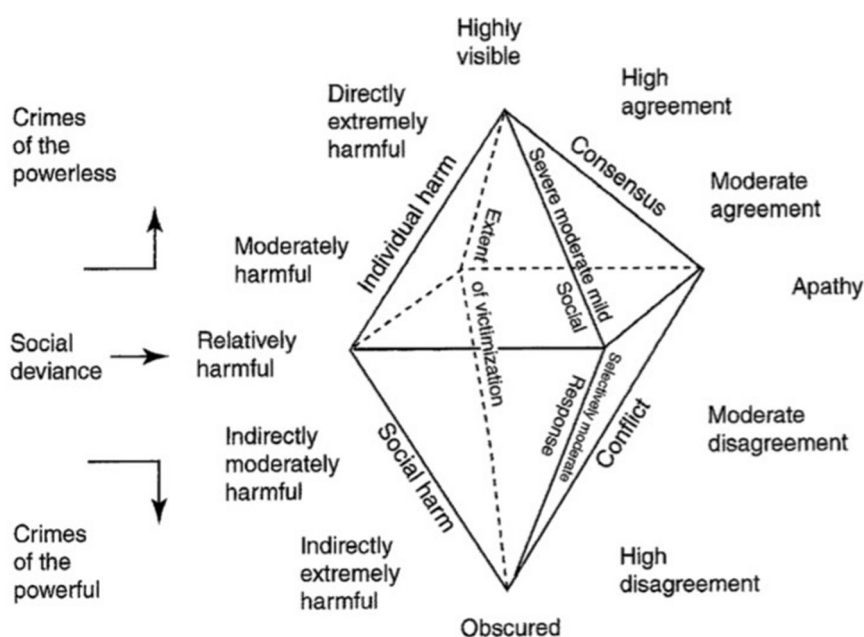 Highly
visible
High
agreement
Directly
extremely
harmful
Crimes
of the
powerless
Consensus
Individual harm
Severe moderate mild
Moderate
agreement
Extent
of victimization
Moderately
harmful
Social
Response
Apathy
Social
deviance
Relatively
harmful
Selectively moderate
Conflict
Moderate
disagreement
Indirectly
moderately
harmful
Social harm
Crimes
of the
powerful
Indirectly
extremely
harmful
High
disagreement
Obscured